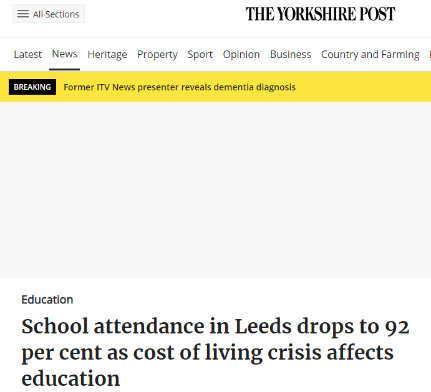 All Sections
THE YORKSHIRE POST
Latest News Heritage Property Sport Opinion Business Country and Farming
BREAKING Former ITV News presenter reveals dementia diagnosis
Education
School attendance in Leeds drops to 92
per cent as cost of living crisis affects
education